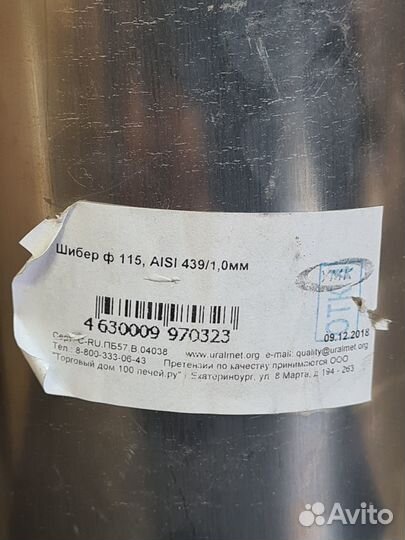 Шибер ф 115, AISI 439/1,0мм
УМК
ОТК
4 630009 970323
09.12.2018
Серт. C-RU.ПБ57.В.04038 www.uralmet.org e-mail: quality@uralmet.org
Тел.: 8-800-333-06-43 Претензии по качеству принимаются ООО
"Торговый дом 100 печей.ру" г.Екатеринбург, ул. 8 Марта, д.194 - 263
Avito